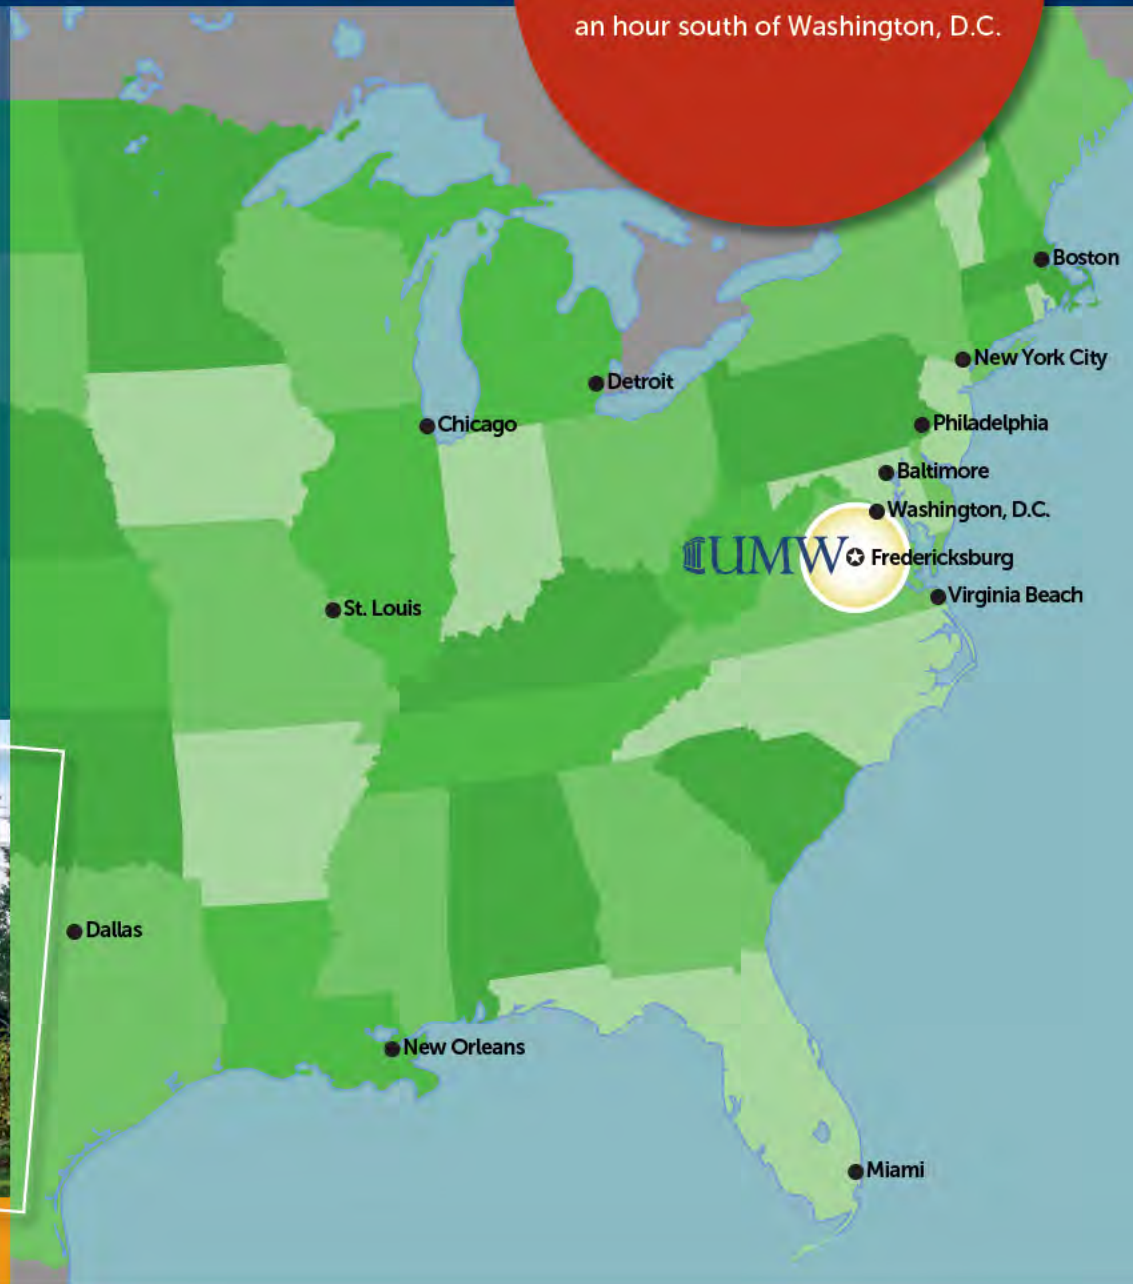 an hour south of Washington, D.C.
Boston
New York City
Detroit
Chicago
Philadelphia
Baltimore
Washington, D.C.
UMW
Fredericksburg
Virginia Beach
St. Louis
Dallas
New Orleans
Miami